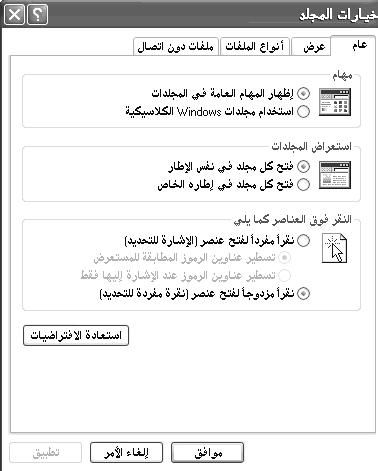 خيارات المجلد
عام
عرض
أنواع الملفات
ملفات دون اتصال
مهام
إظهار المهام العامة في المجلدات
استخدام مجلدات Windows الكلاسيكية
استعراض المجلدات
فتح كل مجلد في نفس الإطار
فتح كل مجلد في إطاره الخاص
النقر فوق العناصر كما يلي
نقراً مفرداً لفتح عنصر (الإشارة للتحديد)
تسطير عناوين الرموز المطابقة للمستعرض
تسطير عناوين الرموز عند الإشارة إليها فقط
نقراً مزدوجاً لفتح عنصر (نقرة مفردة للتحديد)
استعادة الافتراضيات
موافق
إلغاء الأمر
تطبيق